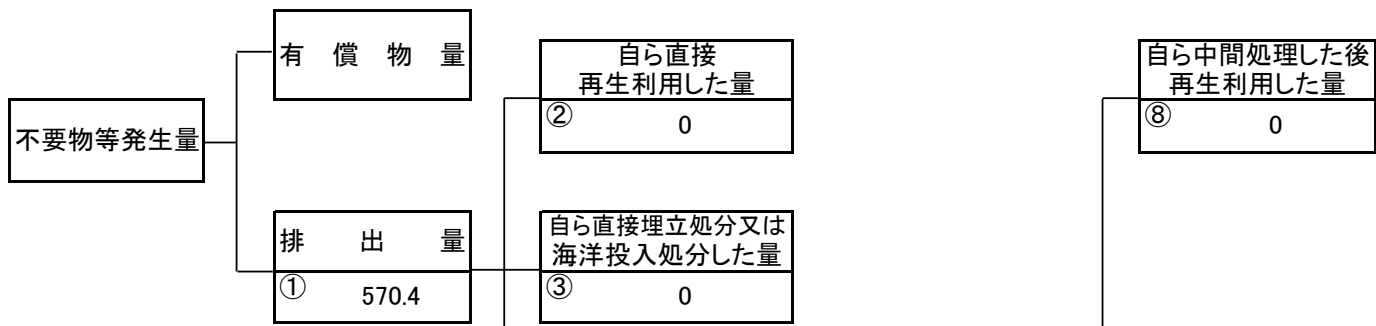 有償物量
自ら直接
再生利用した量
② 0
自ら中間処理した後
再生利用した量
⑧ 0
不要物等発生量
排出量
① 570.4
自ら直接埋立処分又は
海洋投入処分した量
③ 0